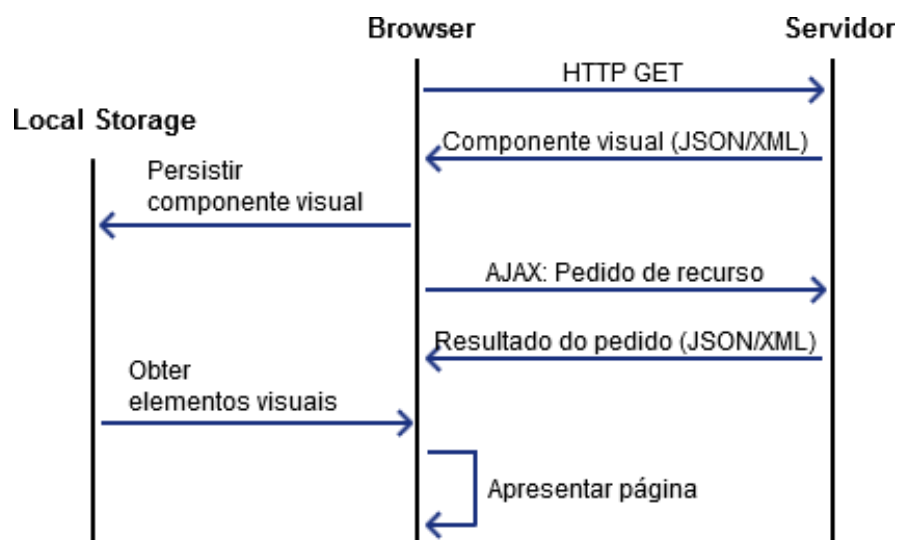 Browser
Servidor
HTTP GET
Local Storage
Componente visual (JSON/XML)
Persistir
componente visual
AJAX: Pedido de recurso
Resultado do pedido (JSON/XML)
Obter
elementos visuais
Apresentar página